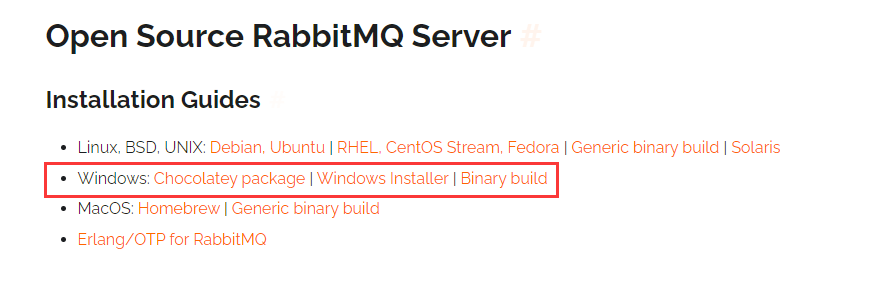 Open Source RabbitMQ Server #
Installation Guides #
• Linux, BSD, UNIX: Debian, Ubuntu | RHEL, CentOS Stream, Fedora | Generic binary build | Solaris
• Windows: Chocolatey package | Windows Installer | Binary build
• MacOS: Homebrew | Generic binary build
• Erlang/OTP for RabbitMQ